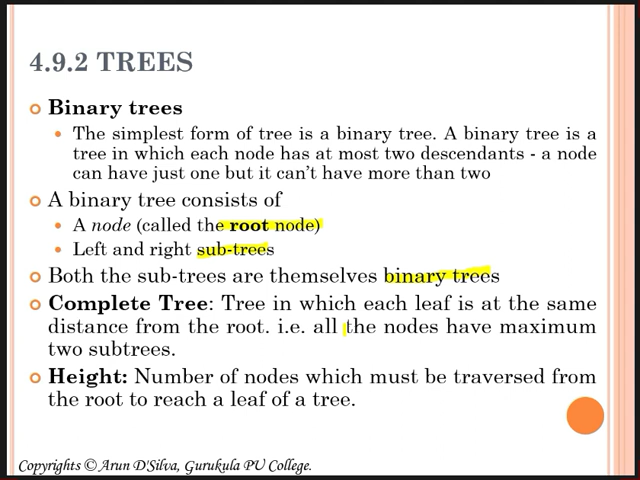 4.9.2 TREES
Binary trees
The simplest form of tree is a binary tree. A binary tree is a
tree in which each node has at most two descendants - a node
can have just one but it can't have more than two
A binary tree consists of
A node (called the root node)
Left and right sub-trees
Both the sub-trees are themselves binary trees
Complete Tree: Tree in which each leaf is at the same
distance from the root. i.e. all the nodes have maximum
two subtrees.
Height: Number of nodes which must be traversed from
the root to reach a leaf of a tree.
Copyrights © Arun D'Silva, Gurukula PU College.